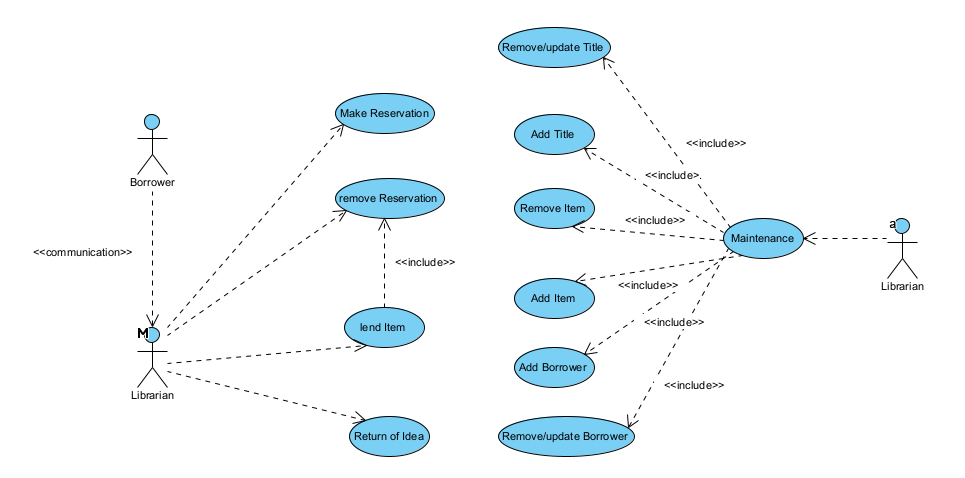 Remove/update Title
Make Reservation
Add Title
<<include>>
Borrower
<<include>
remove Reservation
Remove Item
<<include>>
a
Maintenance
<<communication>>
<<include>>
<<include>>
Librarian
Add Item
M
lend Item
<<include>>
Add Borrower
<<include>>
Librarian
Return of Idea
Remove/update Borrower